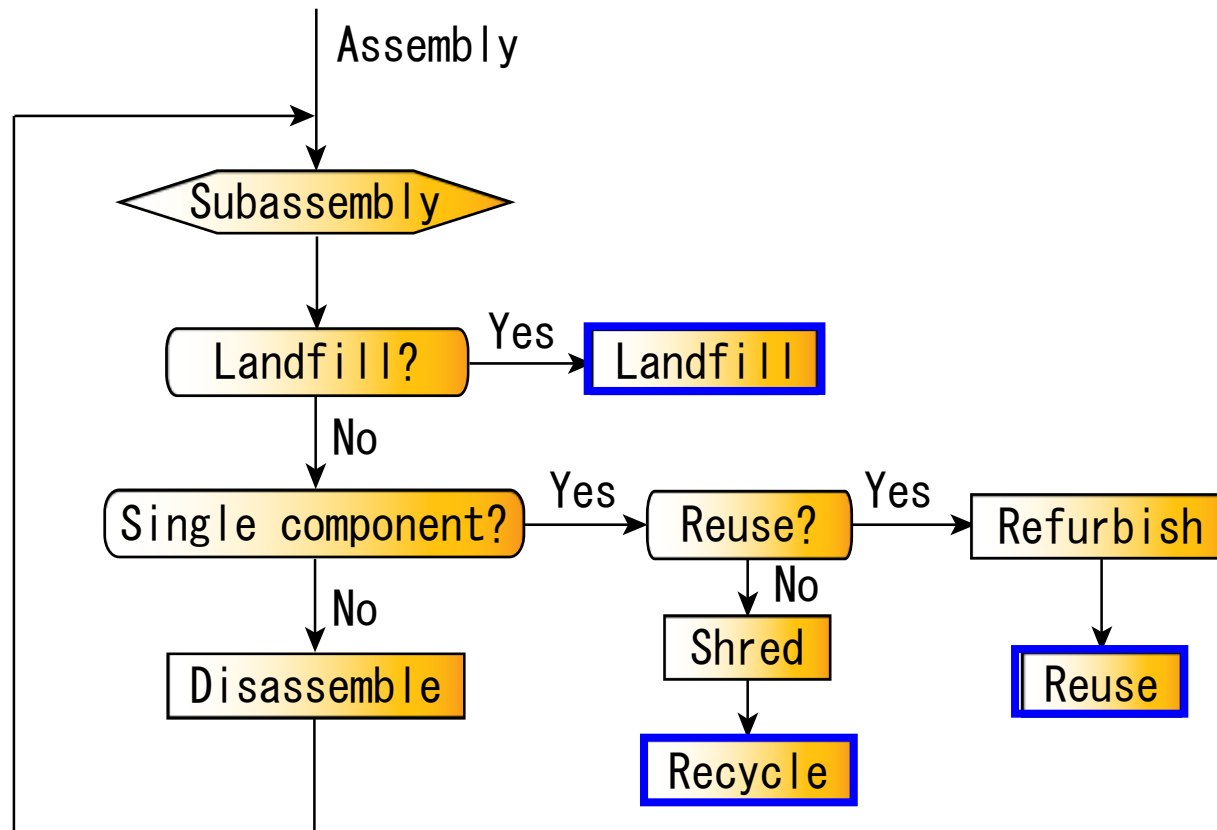 Assembly
Subassembly
Landfill?
Yes
Landfill
No
Single component?
Yes
Reuse?
Yes
Refurbish
No
No
Shred
Disassemble
Reuse
Recycle